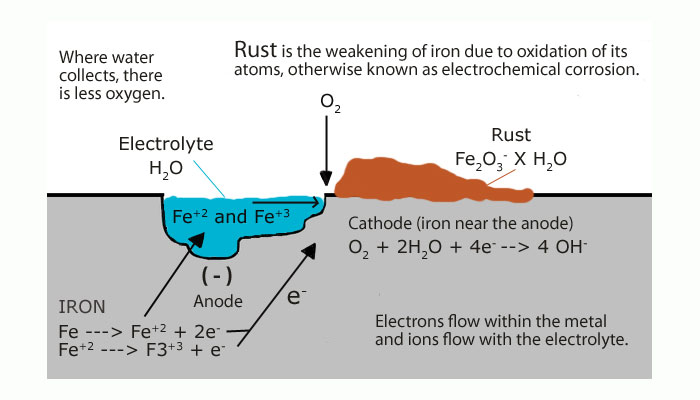 Where water
collects, there
is less oxygen.
Rust is the weakening of iron due to oxidation of its
atoms, otherwise known as electrochemical corrosion.
O₂
Electrolyte
H₂O
Rust
Fe₂O₃⁻ X H₂O
Fe⁺² and Fe⁺³
Cathode (iron near the anode)
O₂ + 2H₂O + 4e⁻ --> 4 OH⁻
(-)
Anode
e⁻
IRON
Fe ---> Fe⁺² + 2e⁻
Fe⁺² ---> F3⁺³ + e⁻
Electrons flow within the metal
and ions flow with the electrolyte.